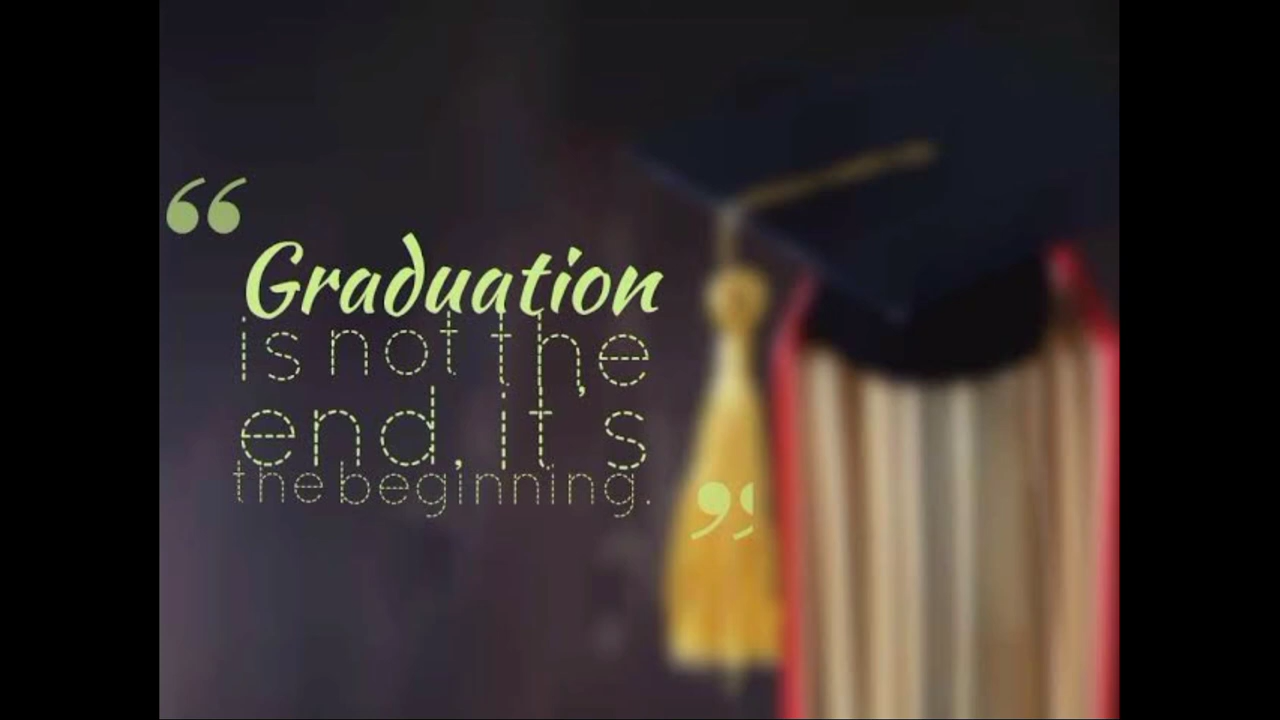 “
Graduation
is not the
end, it's
the beginning.
”